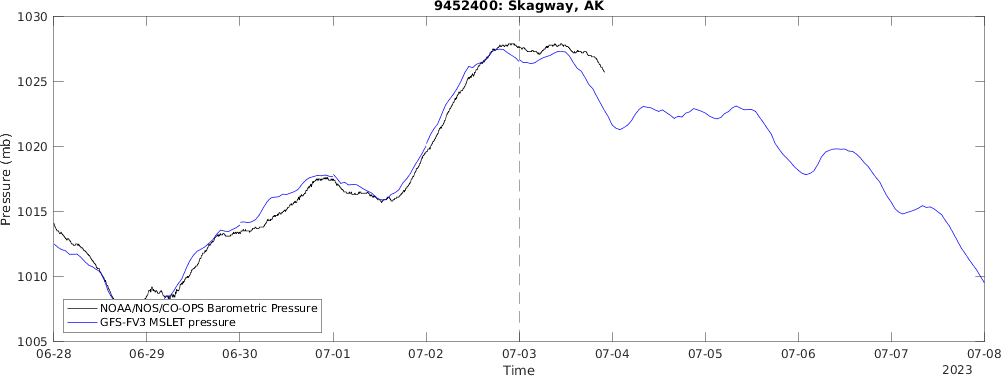 9452400: Skagway, AK
1030
1025
1020
1015
1010
1005
Pressure (mb)
NOAA/NOS/CO-OPS Barometric Pressure
GFS-FV3 MSLET pressure
06-28 06-29 06-30 07-01 07-02 07-03 07-04 07-05 07-06 07-07 07-08
Time
2023